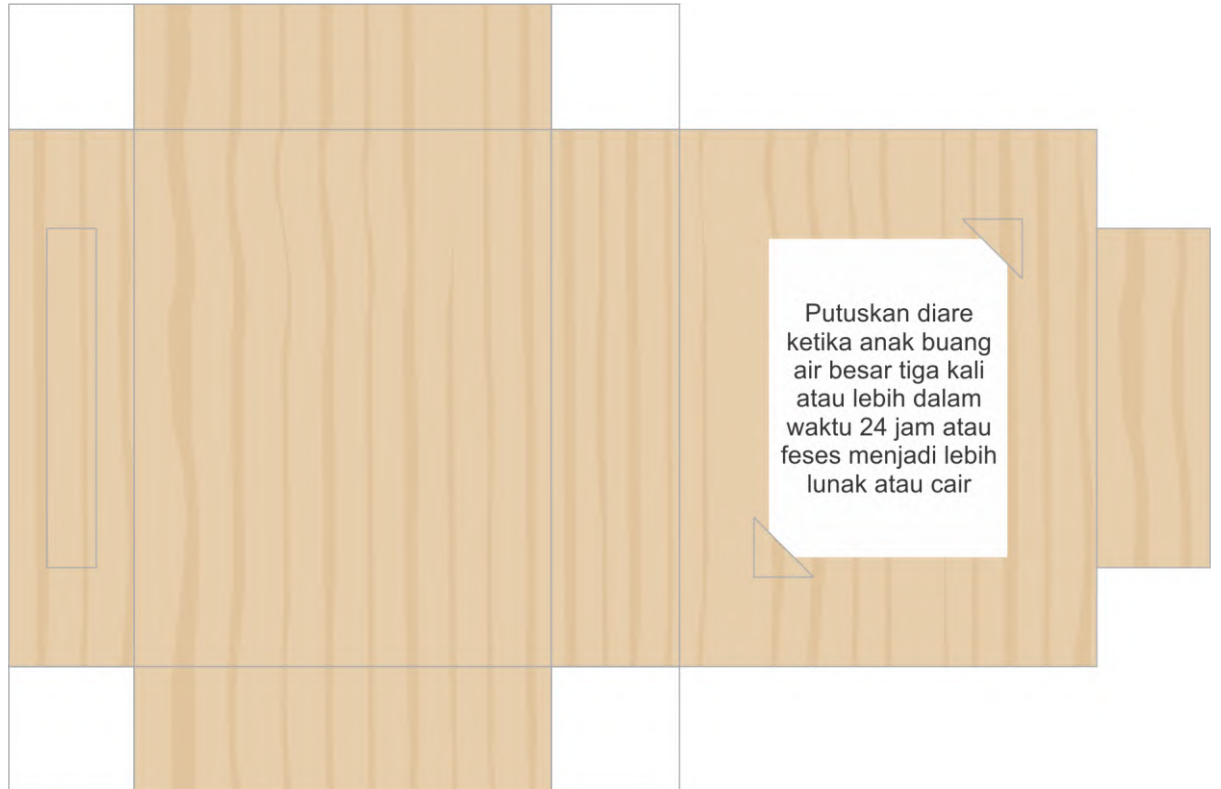 Putuskan diare
ketika anak buang
air besar tiga kali
atau lebih dalam
waktu 24 jam atau
feses menjadi lebih
lunak atau cair